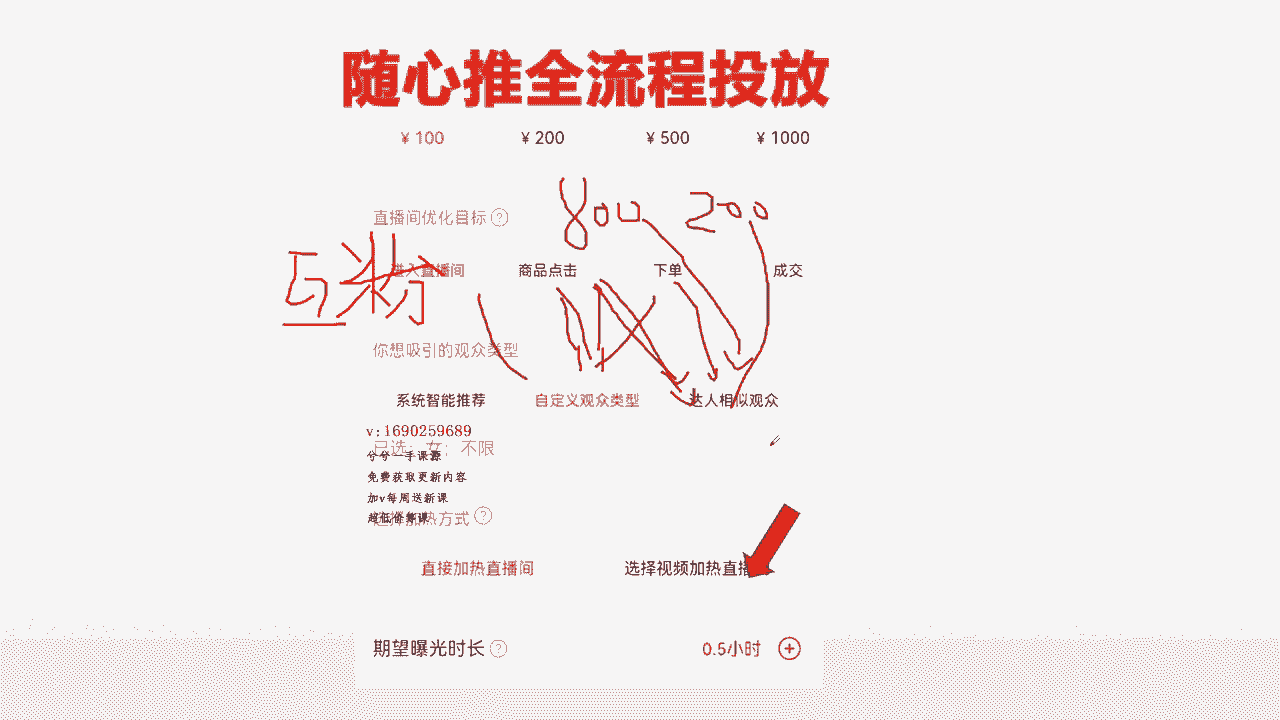 随心推全流程投放
¥ 100 ¥ 200 ¥ 500 ¥ 1000
800 200
直播间优化目标 ?
进入直播间 商品点击 下单 成交
互粉
你想吸引的观众类型
系统智能推荐 自定义观众类型 达人相似观众
v:1690259689
已选：女；不限
兮兮一手课源
免费获取更新内容
加v每周送新课
超低价集课
选择加热方式 ?
直接加热直播间 选择视频加热直播
期望曝光时长 ? 0.5小时 +